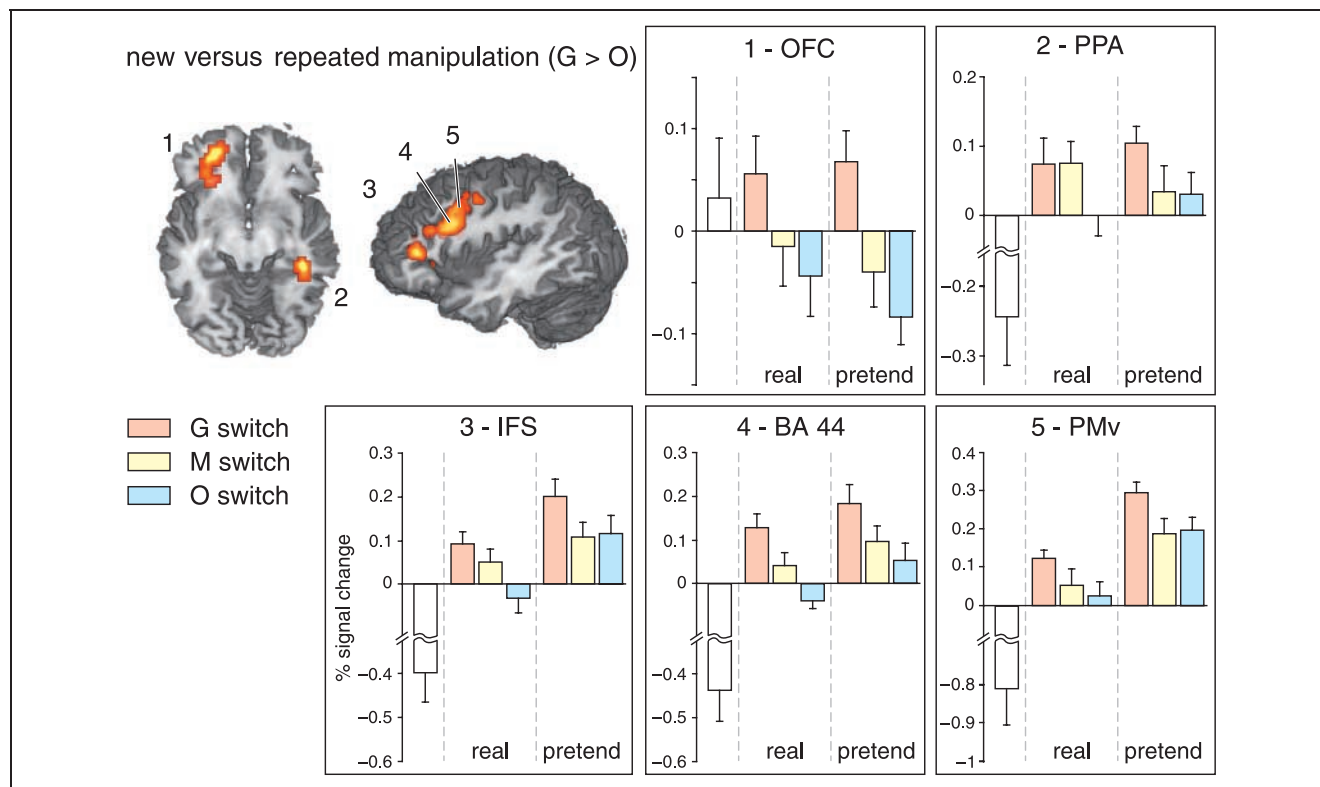 new versus repeated manipulation (G > O)
1
2
3
4
5
G switch
M switch
O switch
1 - OFC
0.1
0
−0.1
real
pretend
2 - PPA
0.2
0.1
0
−0.2
−0.3
real
pretend
3 - IFS
% signal change
0.3
0.2
0.1
0
−0.4
−0.5
−0.6
real
pretend
4 - BA 44
0.3
0.2
0.1
0
−0.4
−0.5
−0.6
real
pretend
5 - PMv
0.4
0.3
0.2
0.1
0
−0.8
−0.9
−1
real
pretend